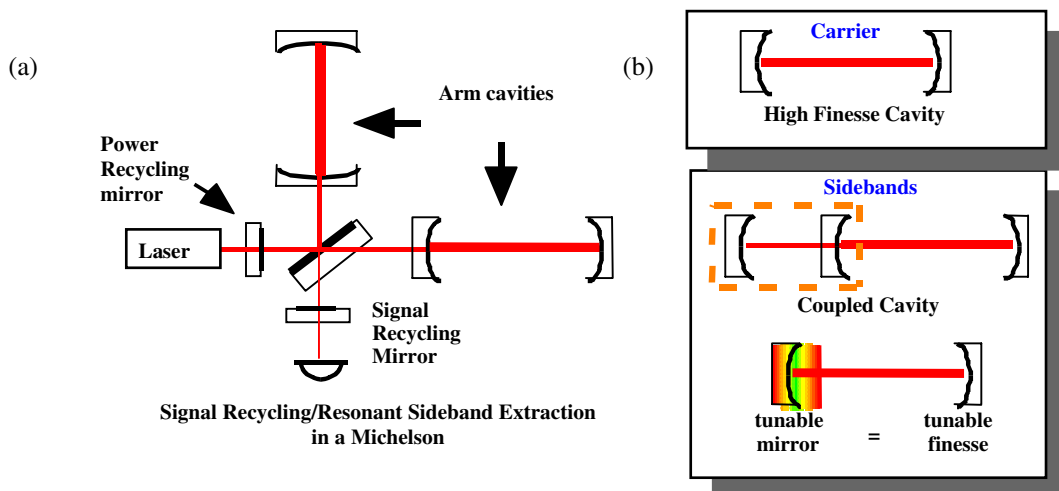 (a)
Arm cavities
Power
Recycling
mirror
Laser
Signal
Recycling
Mirror
Signal Recycling/Resonant Sideband Extraction
in a Michelson
(b)
Carrier
High Finesse Cavity
Sidebands
Coupled Cavity
tunable tunable
mirror = finesse